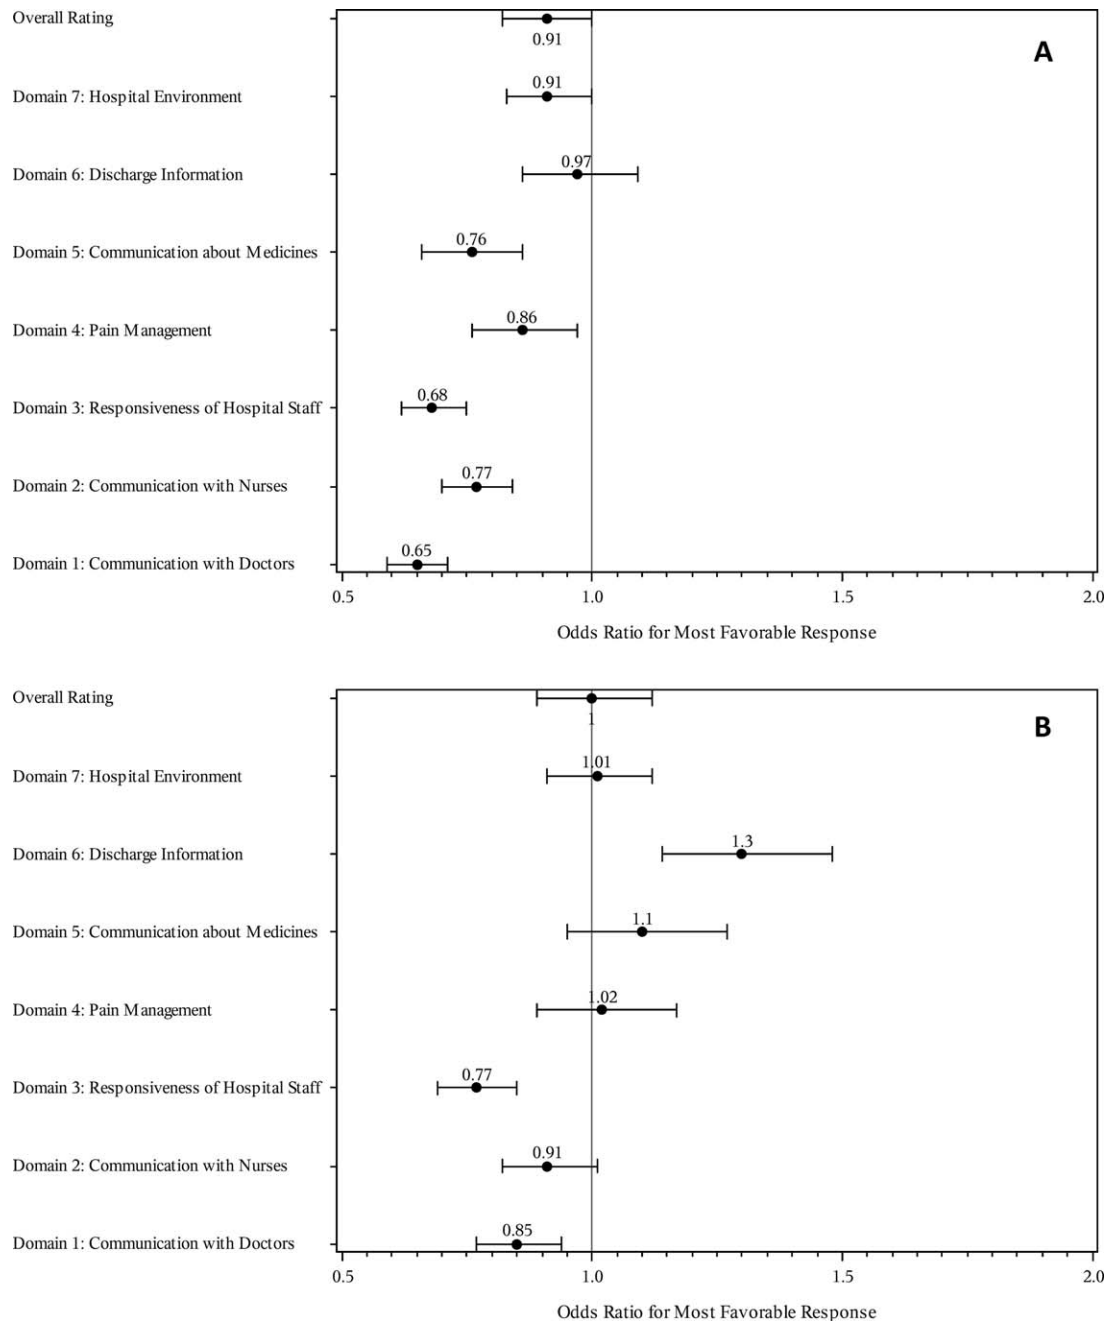 Overall Rating
0.91
A
Domain 7: Hospital Environment
0.91
Domain 6: Discharge Information
0.97
Domain 5: Communication about Medicines
0.76
Domain 4: Pain Management
0.86
Domain 3: Responsiveness of Hospital Staff
0.68
Domain 2: Communication with Nurses
0.77
Domain 1: Communication with Doctors
0.65
0.5 1.0 1.5 2.0
Odds Ratio for Most Favorable Response
Overall Rating
1
B
Domain 7: Hospital Environment
1.01
Domain 6: Discharge Information
1.3
Domain 5: Communication about Medicines
1.1
Domain 4: Pain Management
1.02
Domain 3: Responsiveness of Hospital Staff
0.77
Domain 2: Communication with Nurses
0.91
Domain 1: Communication with Doctors
0.85
0.5 1.0 1.5 2.0
Odds Ratio for Most Favorable Response